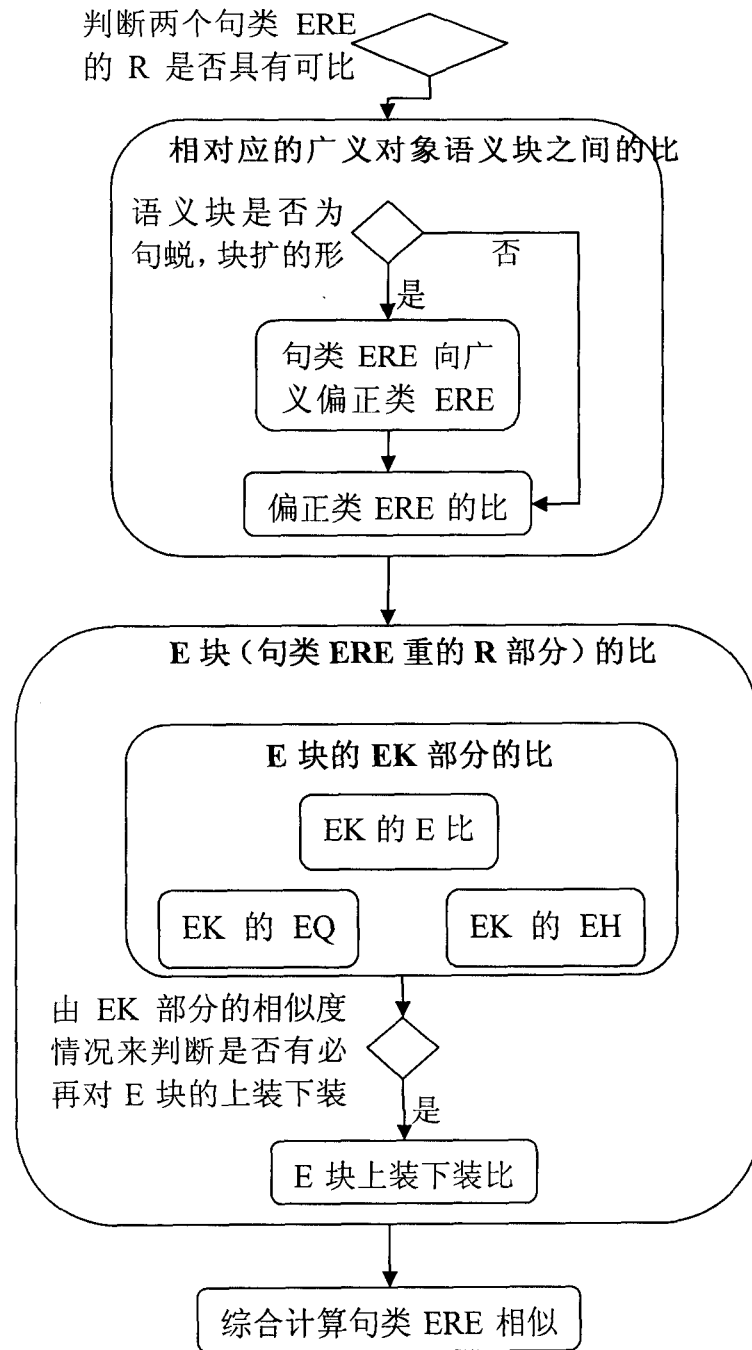 判断两个句类 ERE
的 R 是否具有可比
相对应的广义对象语义块之间的比
语义块是否为
句蜕，块扩的形
否
是
句类 ERE 向广
义偏正类 ERE
偏正类 ERE 的比
E 块（句类 ERE 重的 R 部分）的比
E 块的 EK 部分的比
EK 的 E 比
EK 的 EQ
EK 的 EH
由 EK 部分的相似度
情况来判断是否有必
再对 E 块的上装下装
是
E 块上装下装比
综合计算句类 ERE 相似